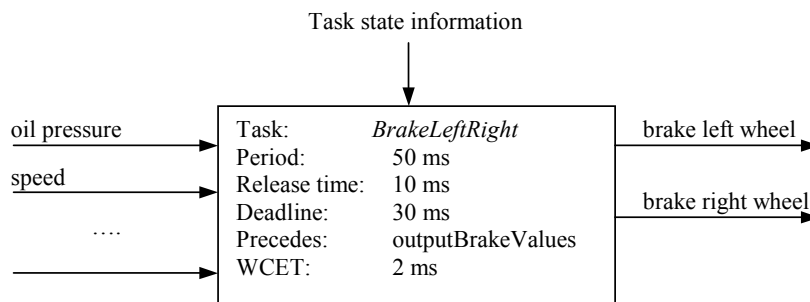 Task state information
oil pressure
speed
....
Task: BrakeLeftRight
Period: 50 ms
Release time: 10 ms
Deadline: 30 ms
Precedes: outputBrakeValues
WCET: 2 ms
brake left wheel
brake right wheel